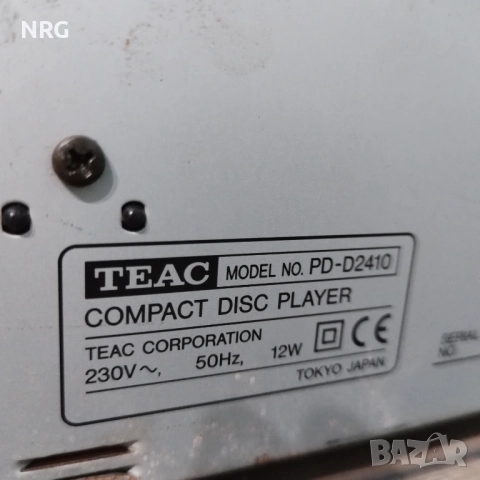 NRG
TEAC MODEL NO. PD-D2410
COMPACT DISC PLAYER
TEAC CORPORATION
230V~, 50Hz, 12W CE
TOKYO JAPAN
SERIAL
NO.
BAZAR